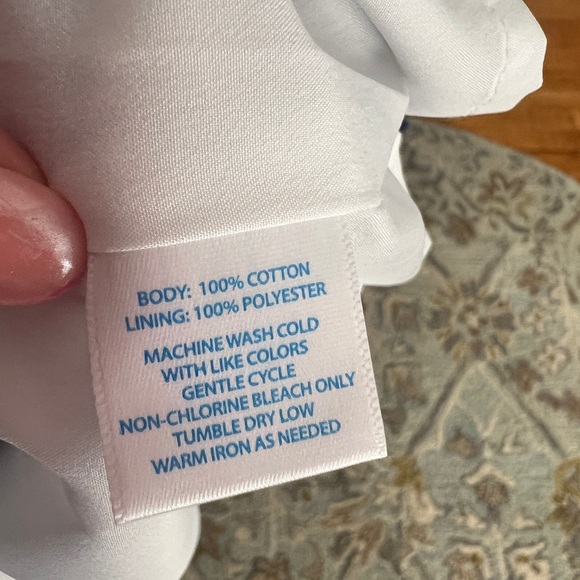 BODY: 100% COTTON
LINING: 100% POLYESTER
MACHINE WASH COLD
WITH LIKE COLORS
GENTLE CYCLE
NON-CHLORINE BLEACH ONLY
TUMBLE DRY LOW
WARM IRON AS NEEDED